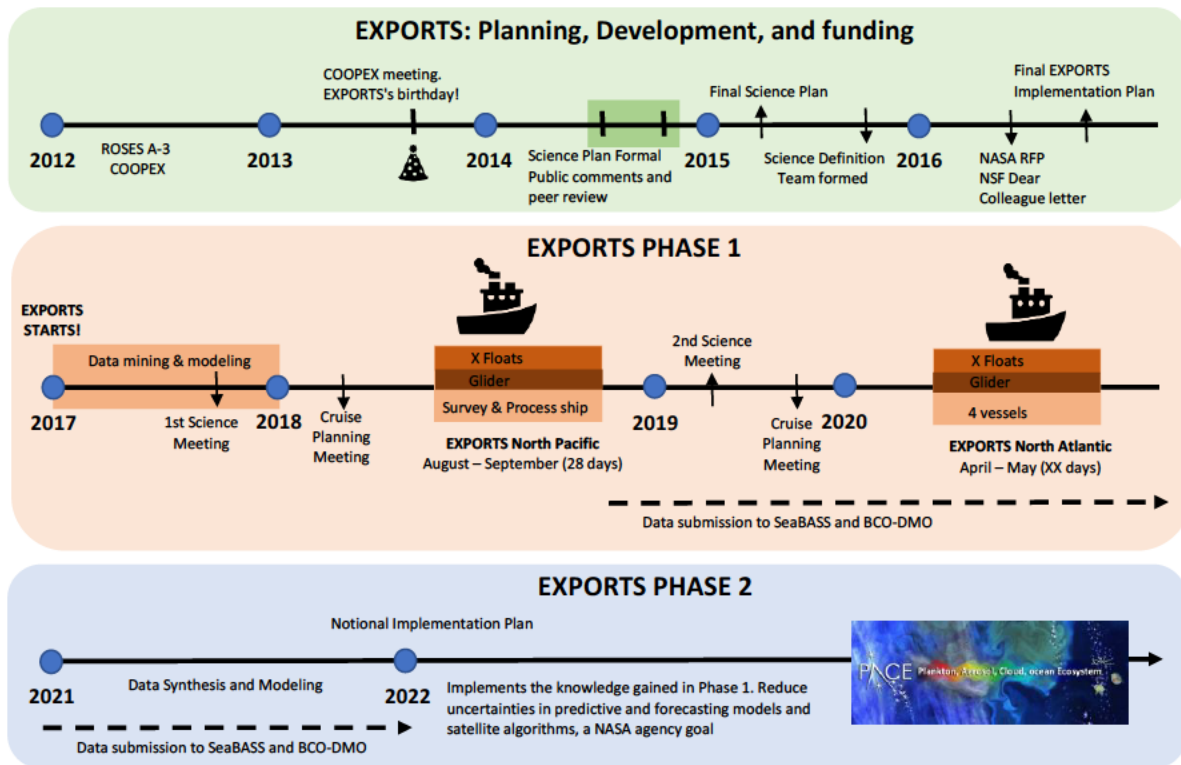 EXPORTS: Planning, Development, and funding
COOPEX meeting.
EXPORTS's birthday!
Final Science Plan
Final EXPORTS
Implementation Plan
2012
ROSES A-3
COOPEX
2013
2014
Science Plan Formal
Public comments and
peer review
2015
Science Definition
Team formed
2016
NASA RFP
NSF Dear
Colleague letter
EXPORTS PHASE 1
EXPORTS
STARTS!
Data mining & modeling
2017
1st Science
Meeting
2018
Cruise
Planning
Meeting
X Floats
Glider
Survey & Process ship
EXPORTS North Pacific
August – September (28 days)
2nd Science
Meeting
2019
Cruise
Planning
Meeting
2020
X Floats
Glider
4 vessels
EXPORTS North Atlantic
April – May (XX days)
Data submission to SeaBASS and BCO-DMO
EXPORTS PHASE 2
Notional Implementation Plan
2021
Data Synthesis and Modeling
2022
Data submission to SeaBASS and BCO-DMO
Implements the knowledge gained in Phase 1. Reduce
uncertainties in predictive and forecasting models and
satellite algorithms, a NASA agency goal
PACE Plankton, Aerosol, Cloud, ocean Ecosystem